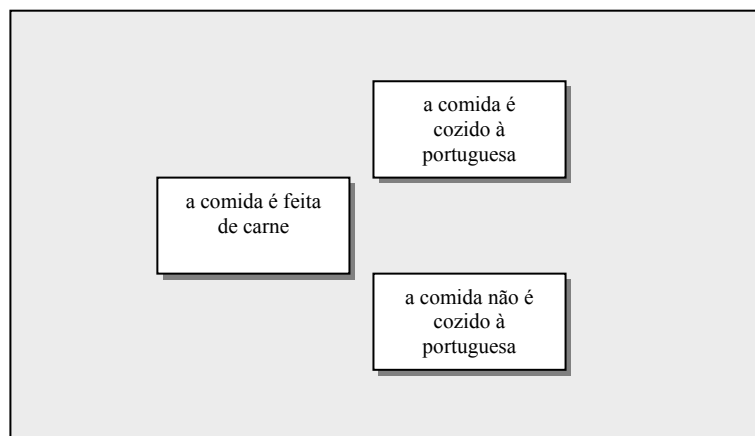 a comida é
cozido à
portuguesa
a comida é feita
de carne
a comida não é
cozido à
portuguesa